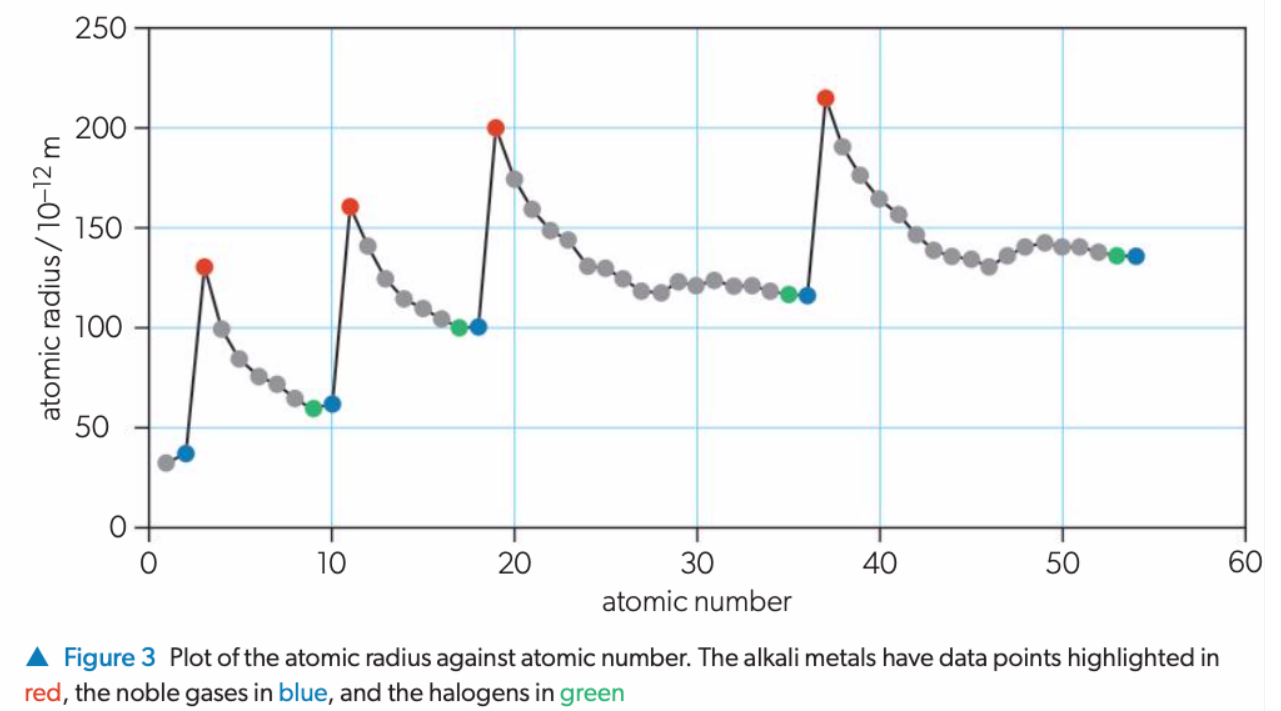 250
200
150
100
50
0
atomic radius / 10⁻¹² m
0 10 20 30 40 50 60
atomic number
▲ Figure 3 Plot of the atomic radius against atomic number. The alkali metals have data points highlighted in
red, the noble gases in blue, and the halogens in green